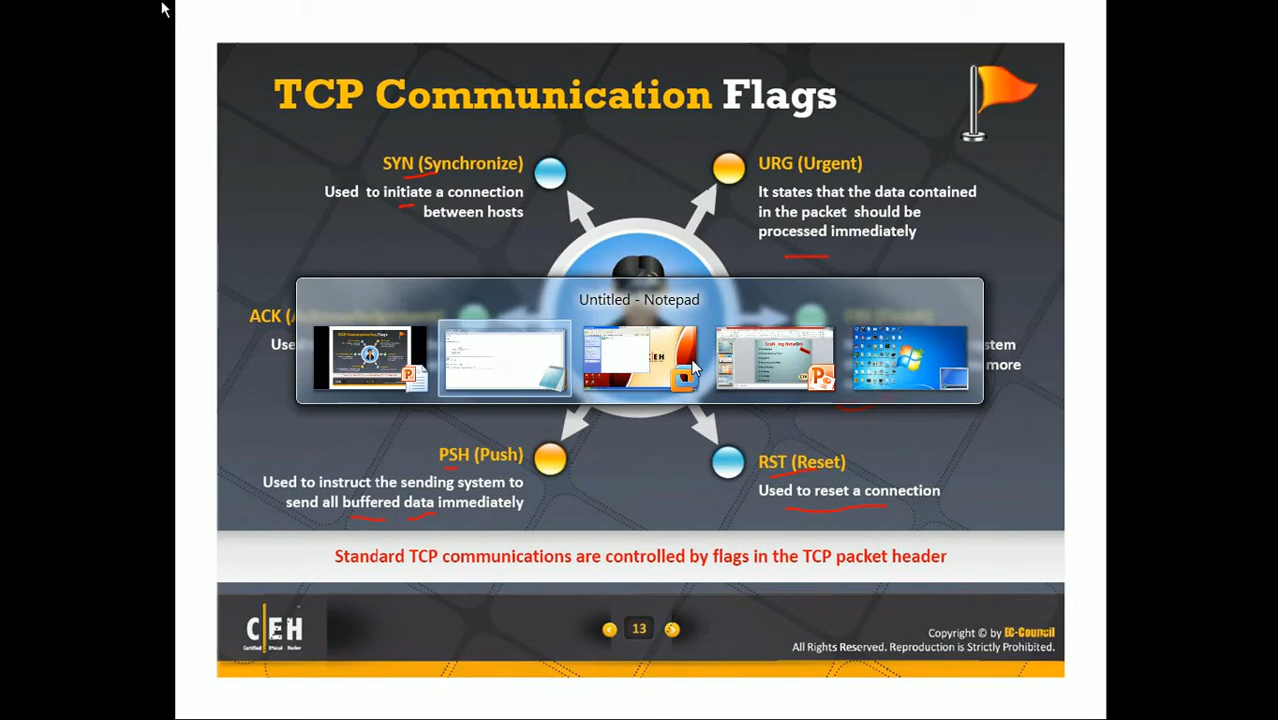 TCP Communication Flags
SYN (Synchronize)
Used to initiate a connection
between hosts
URG (Urgent)
It states that the data contained
in the packet should be
processed immediately
Untitled - Notepad
ACK (A
Use
stem
more
PSH (Push)
Used to instruct the sending system to
send all buffered data immediately
RST (Reset)
Used to reset a connection
Standard TCP communications are controlled by flags in the TCP packet header
CEH
Certified Ethical Hacker
13
Copyright © by EC-Council
All Rights Reserved. Reproduction is Strictly Prohibited.